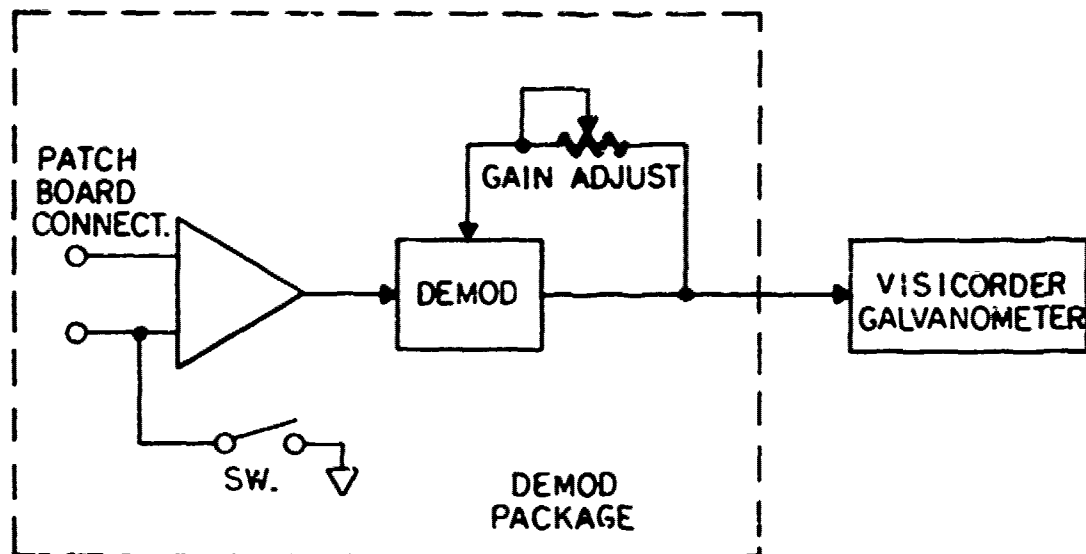 PATCH
BOARD
CONNECT.
GAIN ADJUST
DEMOD
VISICORDER
GALVANOMETER
SW.
DEMOD
PACKAGE